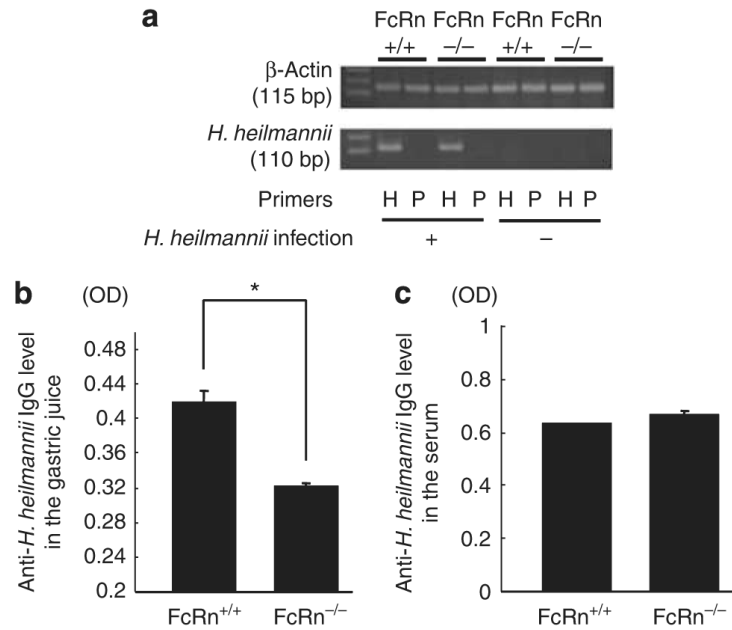 a
FcRn FcRn FcRn FcRn
+/+ −/− +/+ −/−
β-Actin
(115 bp)
H. heilmannii
(110 bp)
Primers H P H P H P H P
H. heilmannii infection + −
b (OD)
Anti-H. heilmannii IgG level
in the gastric juice
0.48
0.44
0.4
0.36
0.32
0.28
0.24
0.2
*
FcRn+/+ FcRn−/−
c (OD)
Anti-H. heilmannii IgG level
in the serum
1
0.8
0.6
0.4
0.2
0
FcRn+/+ FcRn−/−